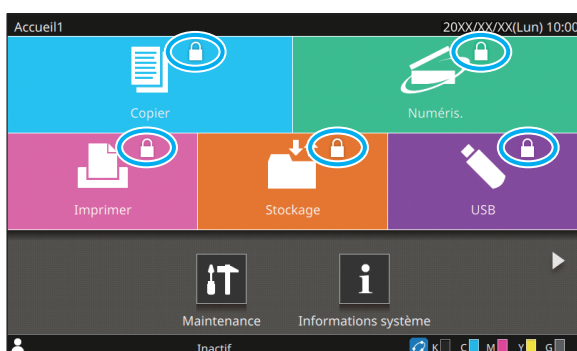 Accueil1 20XX/XX/XX(Lun) 10:00
Copier Numéris.
Imprimer Stockage USB
Maintenance Informations système
Inactif K C M Y G